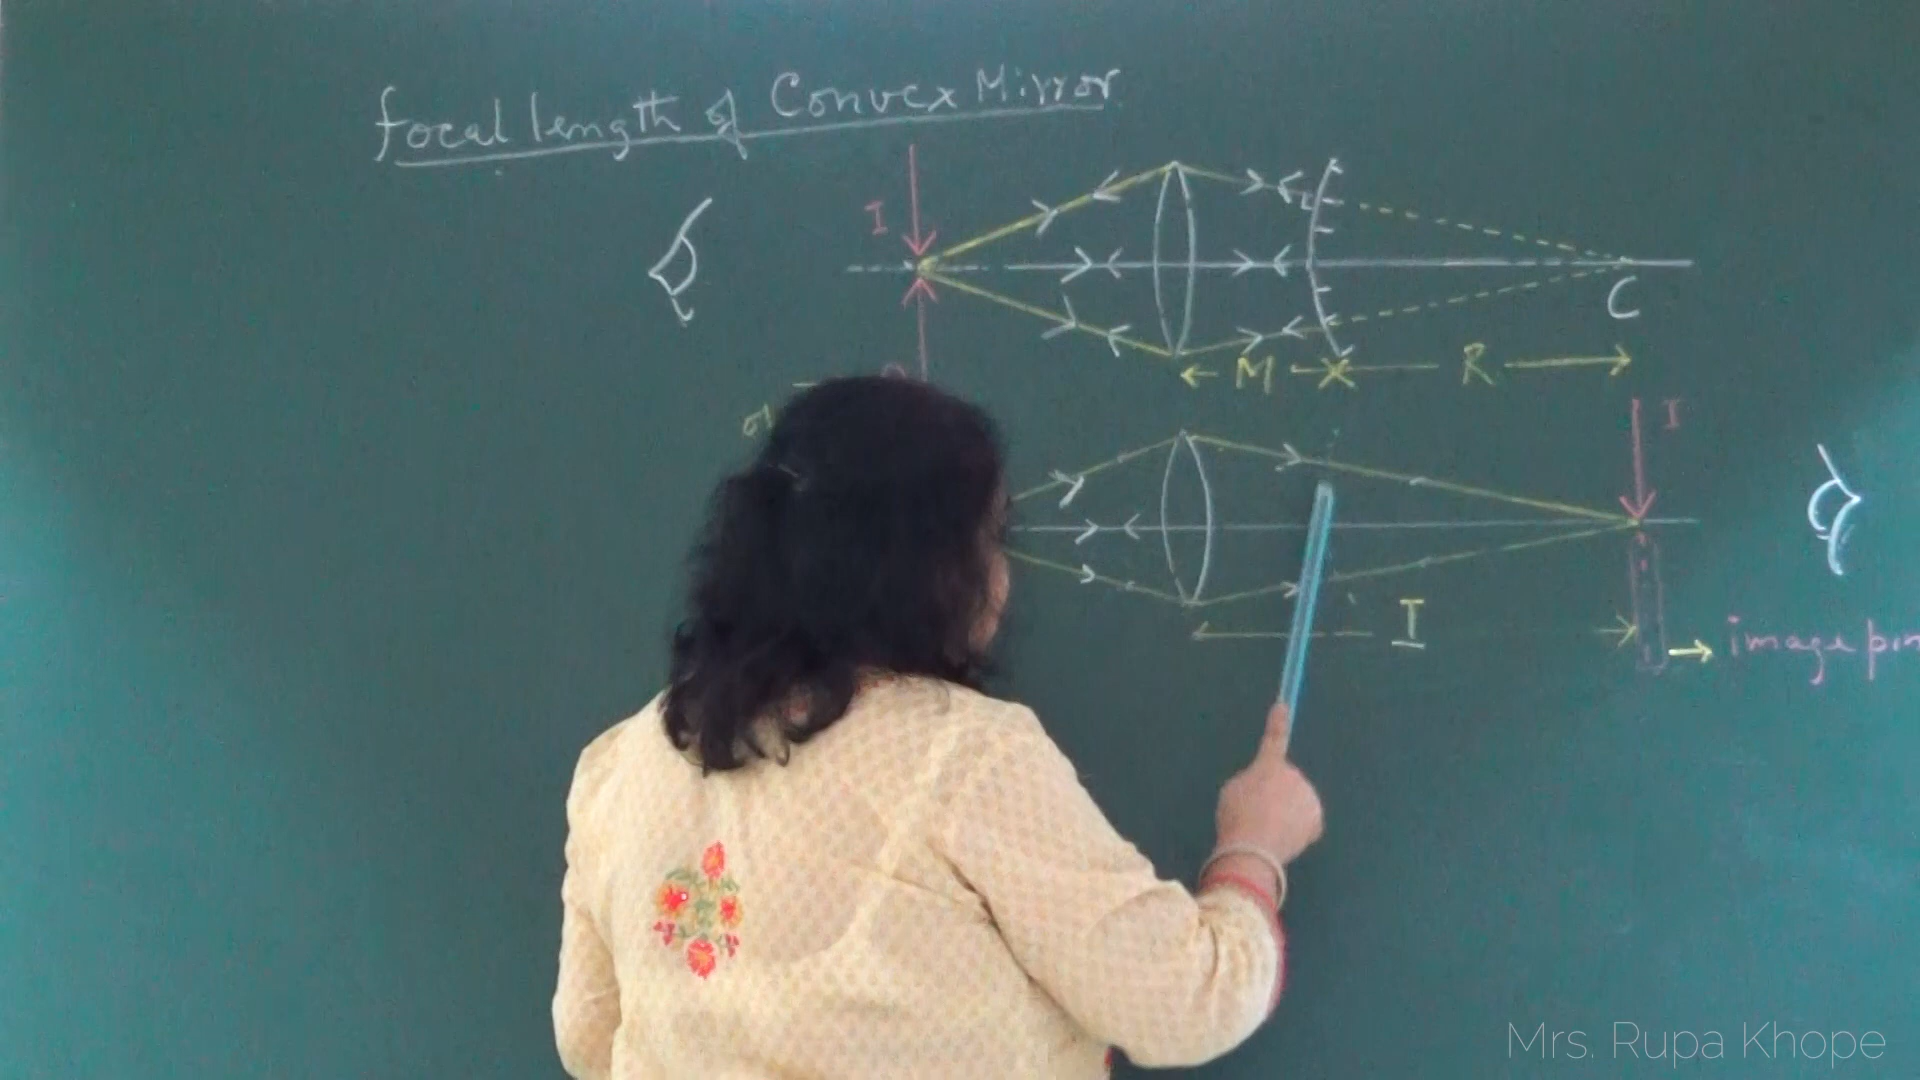 focal length of Convex Mirror
I
C
M R
I
I
image pin
Mrs. Rupa Khope